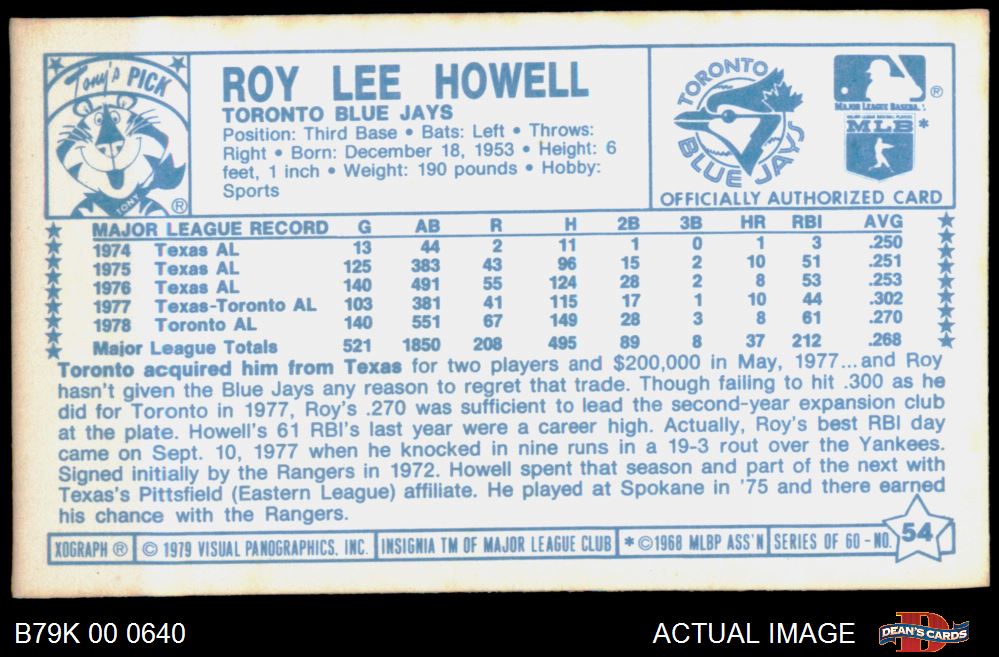 Tony's PICK
TONY ®
ROY LEE HOWELL
TORONTO BLUE JAYS
Position: Third Base • Bats: Left • Throws:
Right • Born: December 18, 1953 • Height: 6
feet, 1 inch • Weight: 190 pounds • Hobby:
Sports
TORONTO
BLUE JAYS
MAJOR LEAGUE BASEBALL ®
MAJOR LEAGUE BASEBALL PLAYERS
MLB *
OFFICIALLY AUTHORIZED CARD
MAJOR LEAGUE RECORD G AB R H 2B 3B HR RBI AVG
1974 Texas AL 13 44 2 11 1 0 1 3 .250
1975 Texas AL 125 383 43 96 15 2 10 51 .251
1976 Texas AL 140 491 55 124 28 2 8 53 .253
1977 Texas-Toronto AL 103 381 41 115 17 1 10 44 .302
1978 Toronto AL 140 551 67 149 28 3 8 61 .270
Major League Totals 521 1850 208 495 89 8 37 212 .268
Toronto acquired him from Texas for two players and $200,000 in May, 1977...and Roy
hasn't given the Blue Jays any reason to regret that trade. Though failing to hit .300 as he
did for Toronto in 1977, Roy's .270 was sufficient to lead the second-year expansion club
at the plate. Howell's 61 RBI's last year were a career high. Actually, Roy's best RBI day
came on Sept. 10, 1977 when he knocked in nine runs in a 19-3 rout over the Yankees.
Signed initially by the Rangers in 1972. Howell spent that season and part of the next with
Texas's Pittsfield (Eastern League) affiliate. He played at Spokane in '75 and there earned
his chance with the Rangers.
XOGRAPH ® © 1979 VISUAL PANOGRAPHICS, INC. INSIGNIA TM OF MAJOR LEAGUE CLUB * © 1968 MLBP ASS'N SERIES OF 60 - NO. 54
B79K 00 0640
ACTUAL IMAGE
DEAN'S CARDS